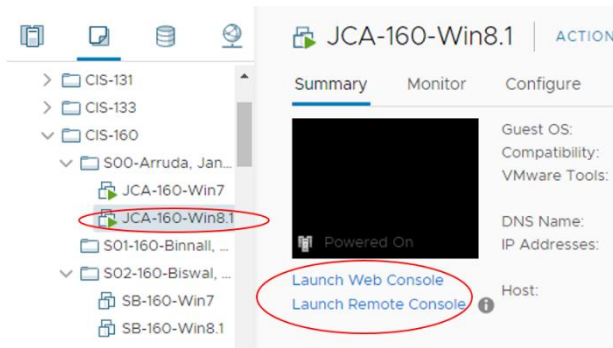 CIS-131
CIS-133
CIS-160
S00-Arruda, Jan...
JCA-160-Win7
JCA-160-Win8.1
S01-160-Binnall, ...
S02-160-Biswal, ...
SB-160-Win7
SB-160-Win8.1
JCA-160-Win8.1 ACTION
Summary Monitor Configure
Powered On
Launch Web Console
Launch Remote Console
Guest OS:
Compatibility:
VMware Tools:
DNS Name:
IP Addresses:
Host: